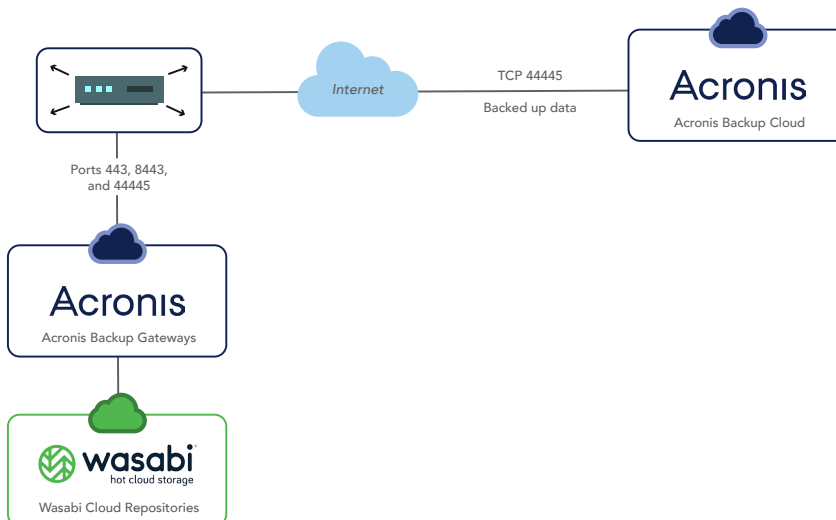 Internet
TCP 44445
Backed up data
Acronis
Acronis Backup Cloud
Ports 443, 8443,
and 44445
Acronis
Acronis Backup Gateways
wasabi
hot cloud storage
Wasabi Cloud Repositories